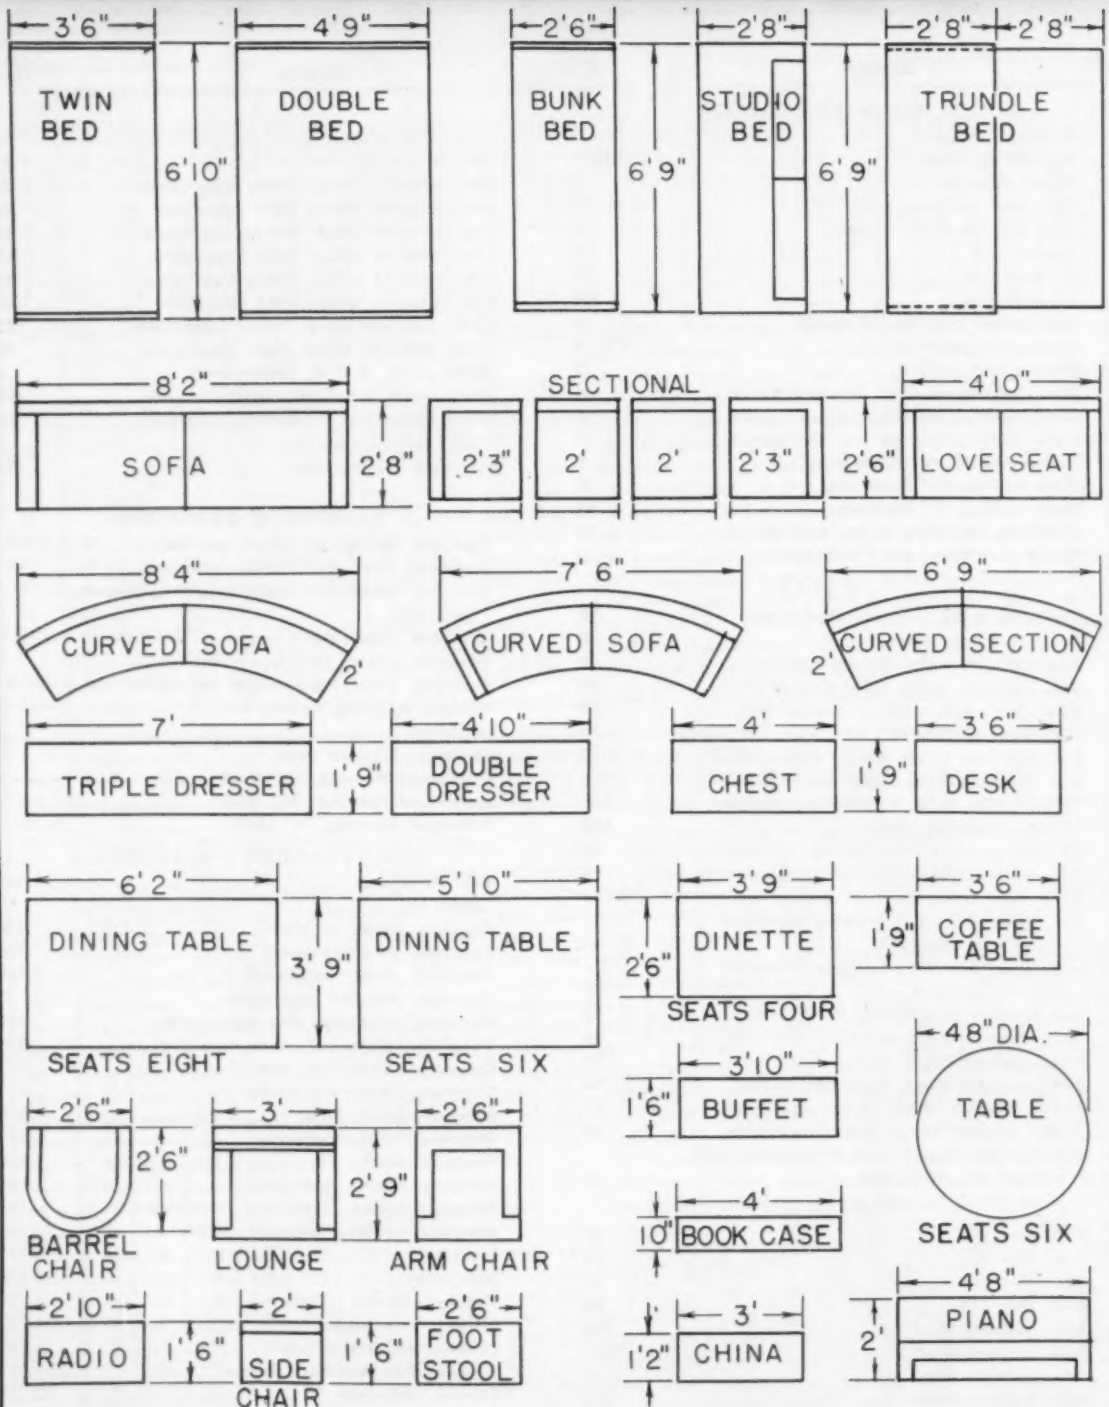 3'6"
4'9"
2'6"
2'8"
2'8"
2'8"
TWIN
BED
DOUBLE
BED
BUNK
BED
STUDIO
BED
TRUNDLE
BED
6'10"
6'9"
6'9"
8'2"
SECTIONAL
4'10"
SOFA
2'8"
2'3"
2'
2'
2'3"
2'6"
LOVE SEAT
8'4"
7'6"
6'9"
CURVED SOFA
2'
CURVED SOFA
2'
CURVED SECTION
7'
4'10"
4'
3'6"
TRIPLE DRESSER
1'9"
DOUBLE
DRESSER
CHEST
1'9"
DESK
6'2"
5'10"
3'9"
3'6"
DINING TABLE
3'9"
DINING TABLE
2'6"
DINETTE
1'9"
COFFEE
TABLE
SEATS EIGHT
SEATS SIX
SEATS FOUR
48" DIA.
3'10"
1'6"
BUFFET
TABLE
SEATS SIX
2'6"
3'
2'6"
2'6"
2'9"
BARREL
CHAIR
LOUNGE
ARM CHAIR
4'
10"
BOOK CASE
2'10"
2'
2'6"
3'
4'8"
RADIO
1'6"
SIDE
CHAIR
1'6"
FOOT
STOOL
1'2"
CHINA
2'
PIANO